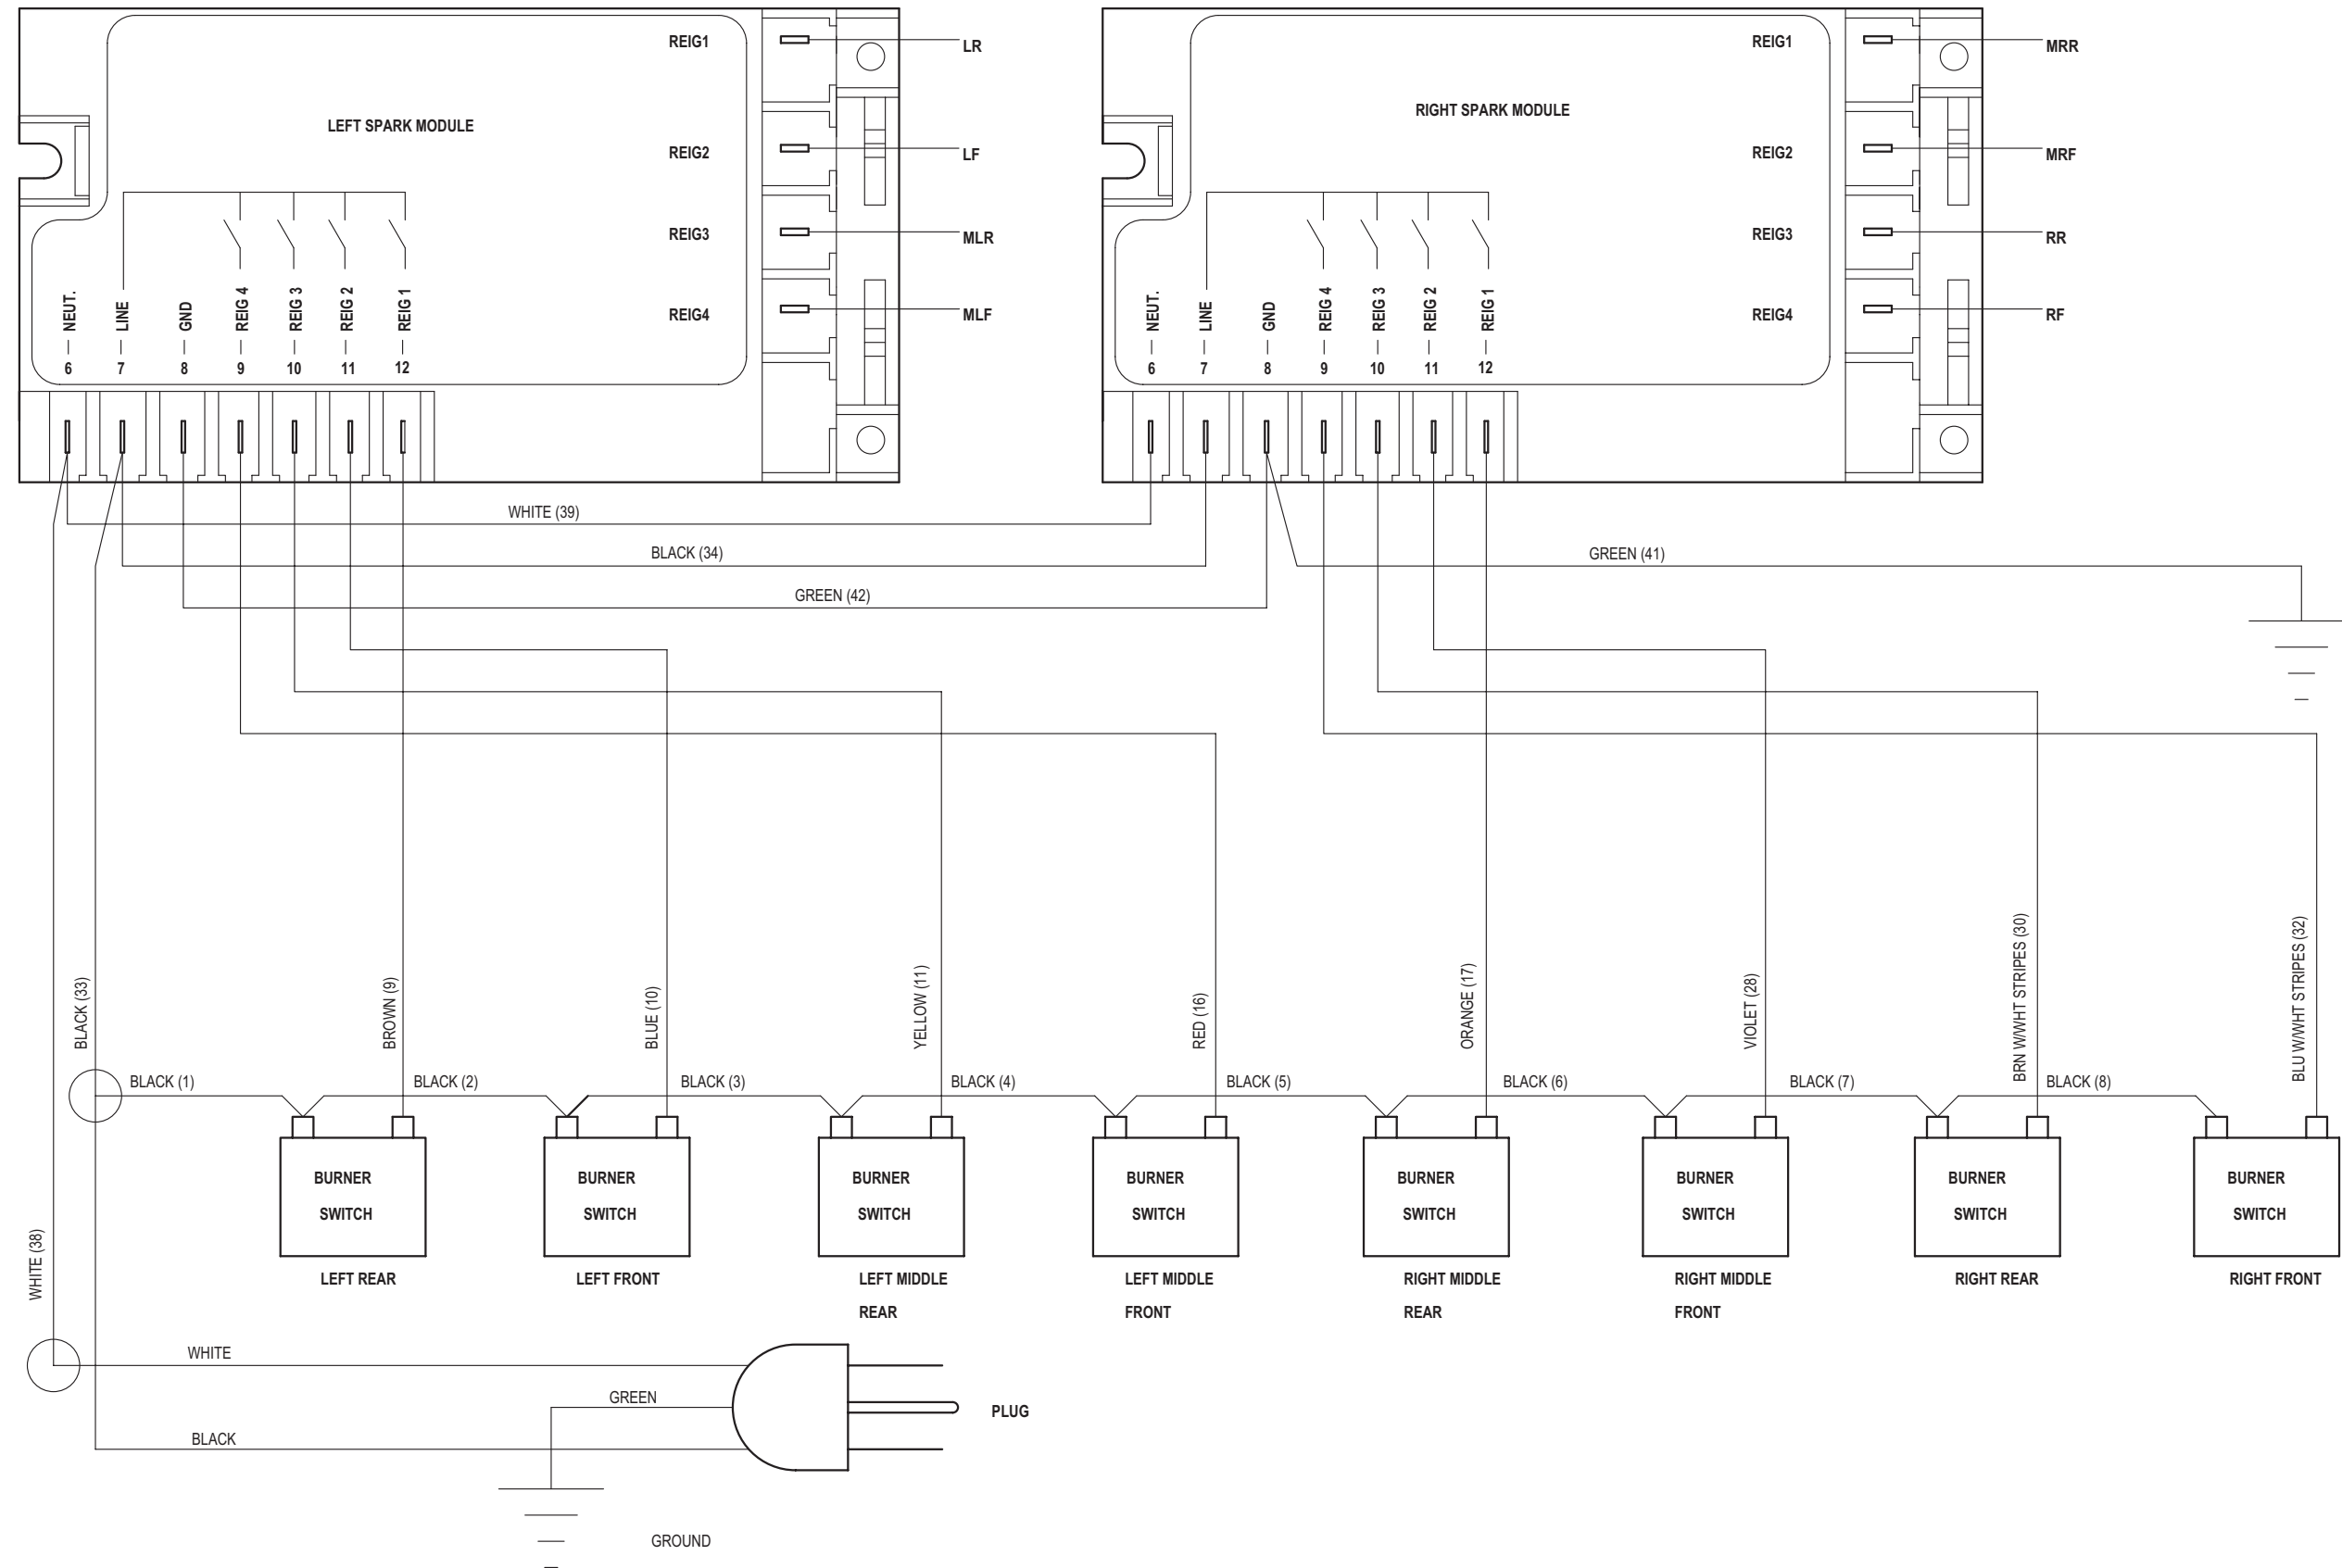 REIG1
LR
LEFT SPARK MODULE
REIG2
LF
REIG3
MLR
REIG4
MLF
NEUT.
LINE
GND
REIG 4
REIG 3
REIG 2
REIG 1
6
7
8
9
10
11
12
REIG1
MRR
RIGHT SPARK MODULE
REIG2
MRF
REIG3
RR
REIG4
RF
NEUT.
LINE
GND
REIG 4
REIG 3
REIG 2
REIG 1
6
7
8
9
10
11
12
WHITE (39)
BLACK (34)
GREEN (41)
GREEN (42)
BLACK (33)
BROWN (9)
BLUE (10)
YELLOW (11)
RED (16)
ORANGE (17)
VIOLET (28)
BRN W/WHT STRIPES (30)
BLU W/WHT STRIPES (32)
BLACK (1)
BLACK (2)
BLACK (3)
BLACK (4)
BLACK (5)
BLACK (6)
BLACK (7)
BLACK (8)
BURNER
SWITCH
LEFT REAR
BURNER
SWITCH
LEFT FRONT
BURNER
SWITCH
LEFT MIDDLE
REAR
BURNER
SWITCH
LEFT MIDDLE
FRONT
BURNER
SWITCH
RIGHT MIDDLE
REAR
BURNER
SWITCH
RIGHT MIDDLE
FRONT
BURNER
SWITCH
RIGHT REAR
BURNER
SWITCH
RIGHT FRONT
WHITE (38)
WHITE
GREEN
PLUG
BLACK
GROUND